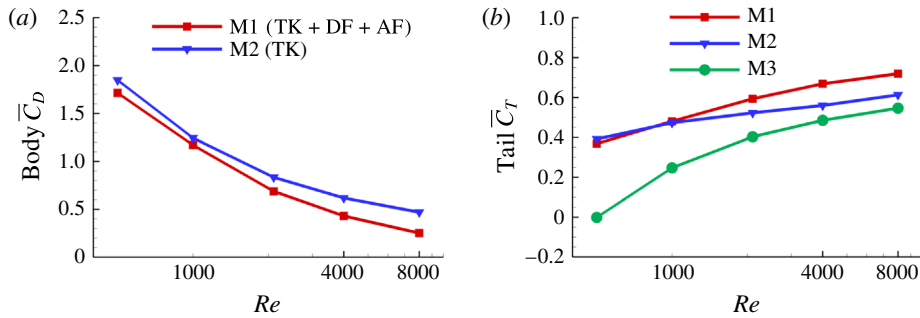 (a)
2.5
2.0
1.5
1.0
0.5
0
Body C̅_D
M1 (TK + DF + AF)
M2 (TK)
1000
4000
8000
Re
(b)
0.8
0.6
0.4
0.2
0
−0.2
Tail C̅_T
M1
M2
M3
1000
4000
8000
Re